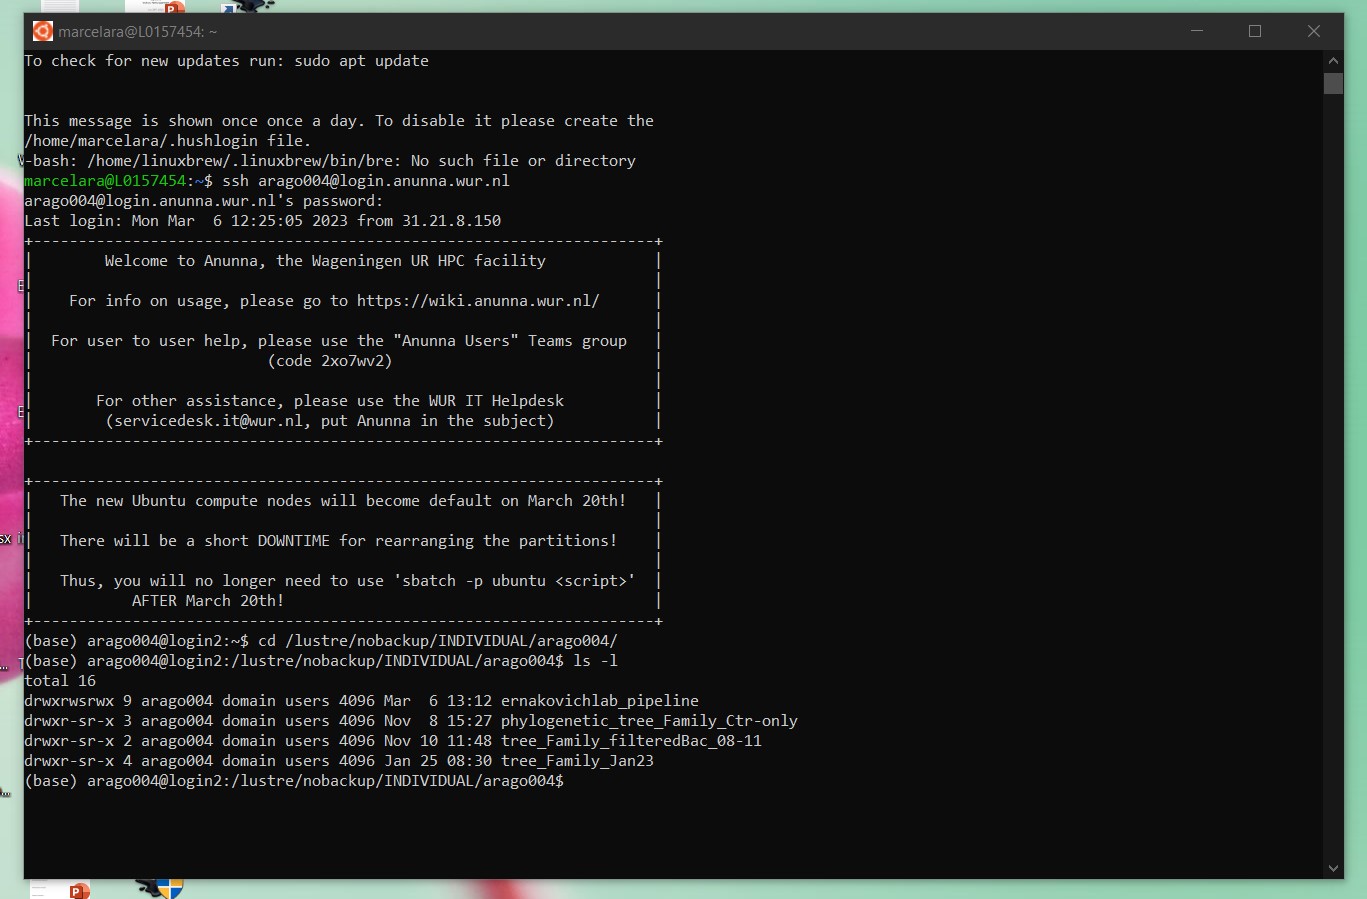 marcelara@L0157454: ~
To check for new updates run: sudo apt update
This message is shown once once a day. To disable it please create the
/home/marcelara/.hushlogin file.
-bash: /home/linuxbrew/.linuxbrew/bin/bre: No such file or directory
marcelara@L0157454:~$ ssh arago004@login.anunna.wur.nl
arago004@login.anunna.wur.nl's password:
Last login: Mon Mar  6 12:25:05 2023 from 31.21.8.150
+---------------------------------------------------------------------+
|        Welcome to Anunna, the Wageningen UR HPC facility            |
|                                                                     |
|    For info on usage, please go to https://wiki.anunna.wur.nl/      |
|                                                                     |
|  For user to user help, please use the "Anunna Users" Teams group   |
|                          (code 2xo7wv2)                             |
|                                                                     |
|       For other assistance, please use the WUR IT Helpdesk          |
|        (servicedesk.it@wur.nl, put Anunna in the subject)           |
+---------------------------------------------------------------------+
+---------------------------------------------------------------------+
|   The new Ubuntu compute nodes will become default on March 20th!   |
|                                                                     |
|   There will be a short DOWNTIME for rearranging the partitions!    |
|                                                                     |
|   Thus, you will no longer need to use 'sbatch -p ubuntu <script>'  |
|           AFTER March 20th!                                         |
+---------------------------------------------------------------------+
(base) arago004@login2:~$ cd /lustre/nobackup/INDIVIDUAL/arago004/
(base) arago004@login2:/lustre/nobackup/INDIVIDUAL/arago004$ ls -l
total 16
drwxrwsrwx 9 arago004 domain users 4096 Mar  6 13:12 ernakovichlab_pipeline
drwxr-sr-x 3 arago004 domain users 4096 Nov  8 15:27 phylogenetic_tree_Family_Ctr-only
drwxr-sr-x 2 arago004 domain users 4096 Nov 10 11:48 tree_Family_filteredBac_08-11
drwxr-sr-x 4 arago004 domain users 4096 Jan 25 08:30 tree_Family_Jan23
(base) arago004@login2:/lustre/nobackup/INDIVIDUAL/arago004$